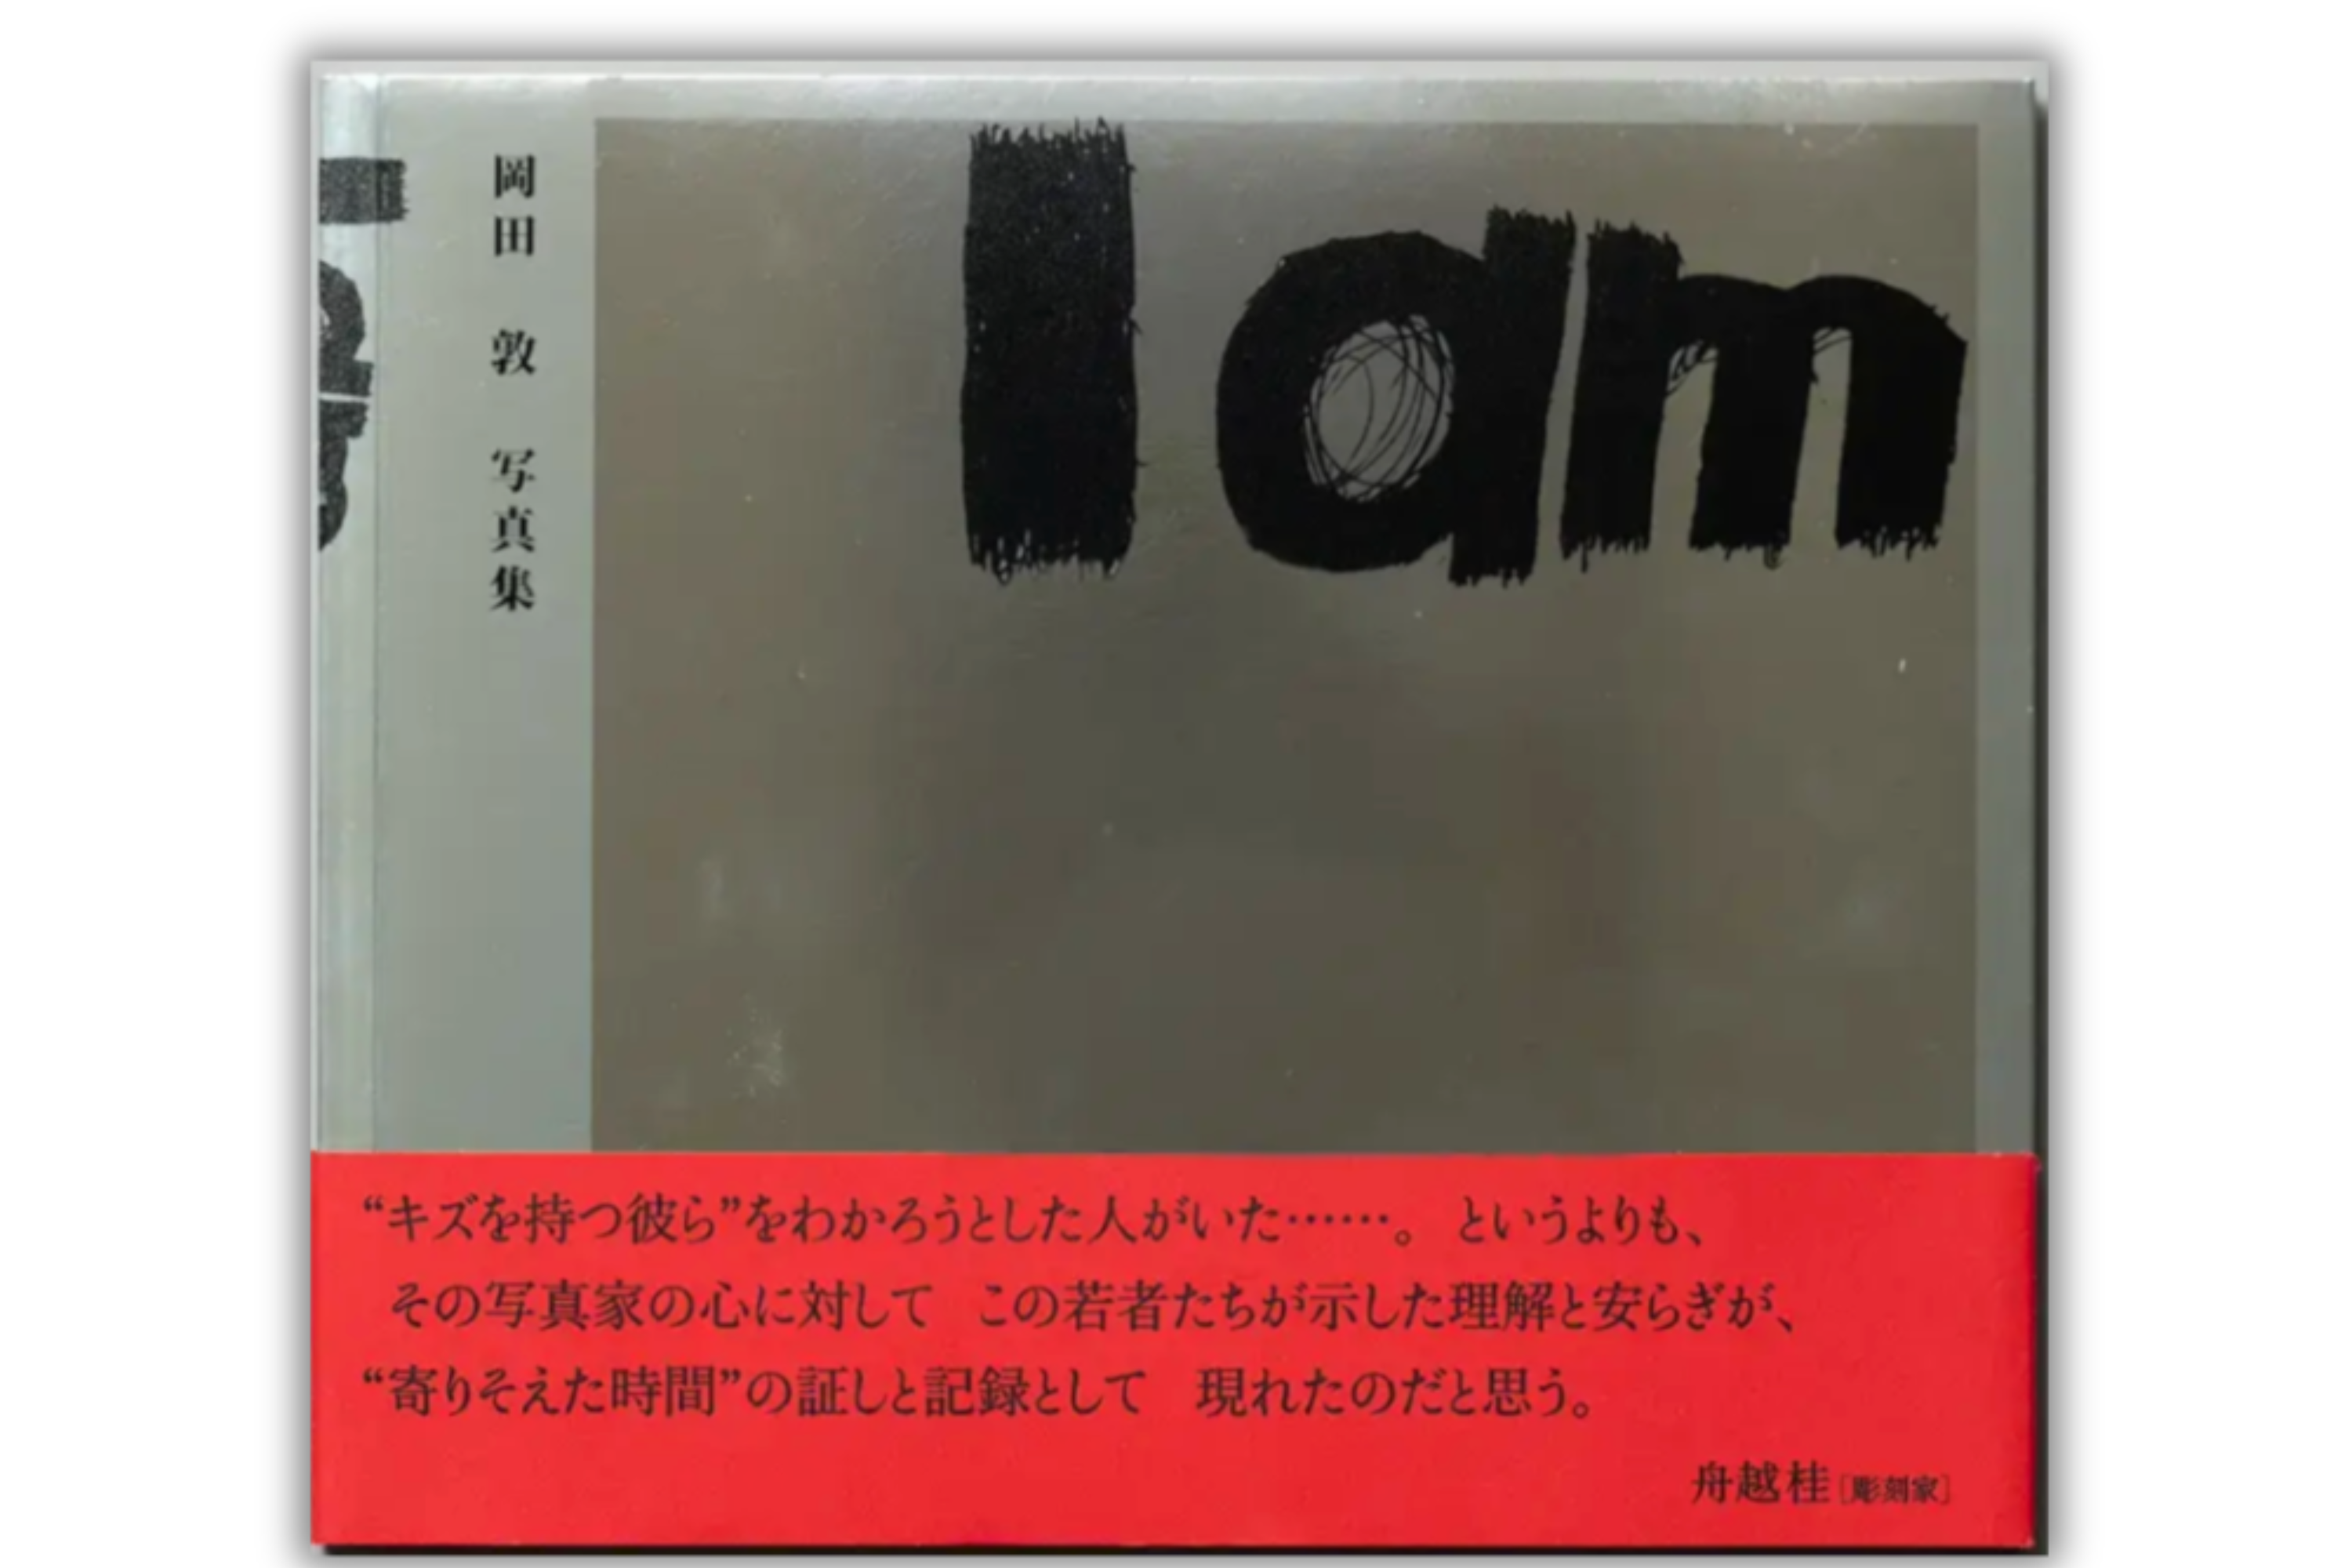 I am
岡田 敦 写真集
“キズを持つ彼ら”をわかろうとした人がいた……。 というよりも、
その写真家の心に対して この若者たちが示した理解と安らぎが、
“寄りそえた時間”の証しと記録として 現れたのだと思う。
舟越桂[彫刻家]